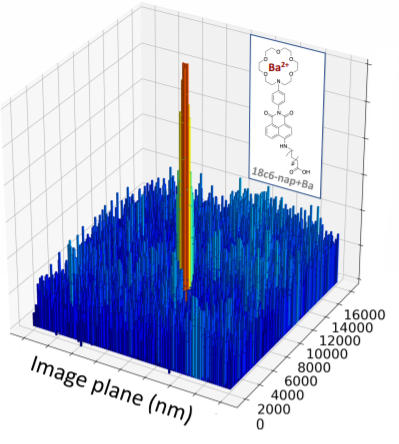 O
O
O
Ba²⁺
O
O
N
O
N
O
HN
O
OH
18c6-nap+Ba
16000
14000
12000
10000
8000
6000
4000
2000
0
Image plane (nm)